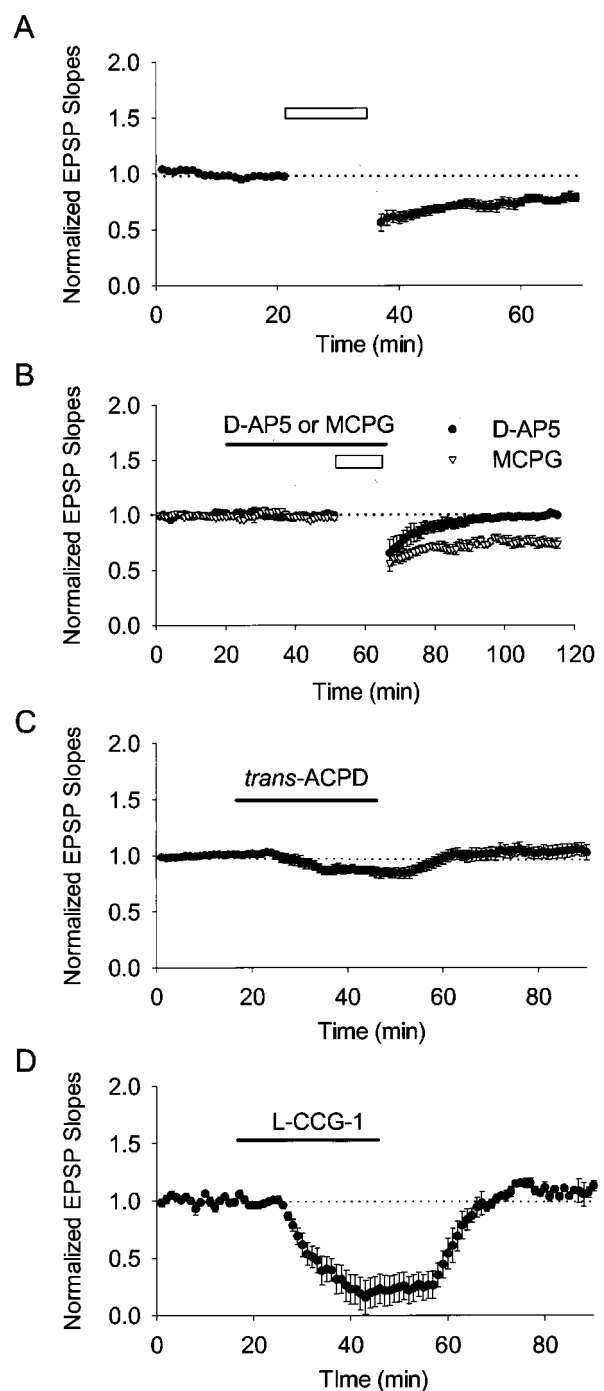 A
Normalized EPSP Slopes
2.0
1.5
1.0
0.5
0.0
0 20 40 60
Time (min)
B
Normalized EPSP Slopes
2.0
1.5
1.0
0.5
0.0
D-AP5 or MCPG
D-AP5
MCPG
0 20 40 60 80 100 120
Time (min)
C
Normalized EPSP Slopes
2.0
1.5
1.0
0.5
0.0
trans-ACPD
0 20 40 60 80
Time (min)
D
Normalized EPSP Slopes
2.0
1.5
1.0
0.5
0.0
L-CCG-1
0 20 40 60 80
TIme (min)